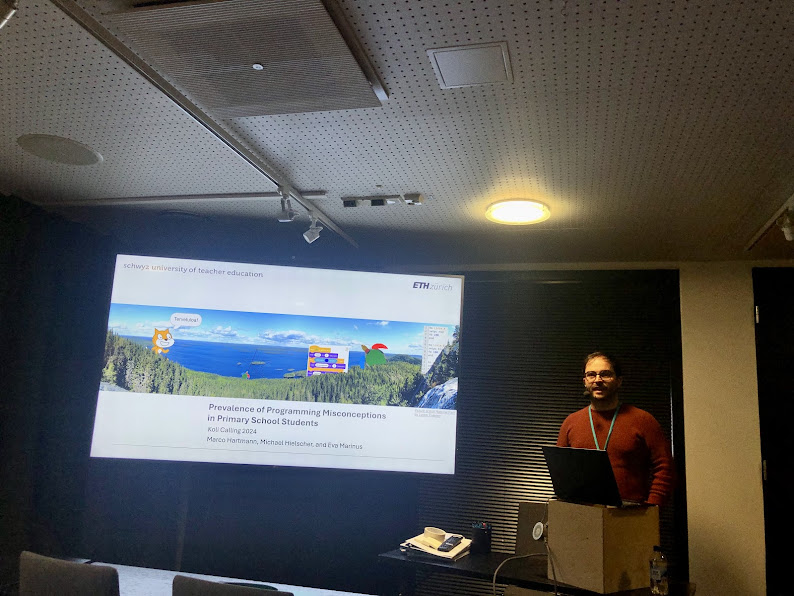 schwyz university of teacher education
ETHzürich
Tervetuloa!
Prevalence of Programming Misconceptions
in Primary School Students
Koli Calling 2024
Marco Hartmann, Michael Hielscher, and Eva Marinus